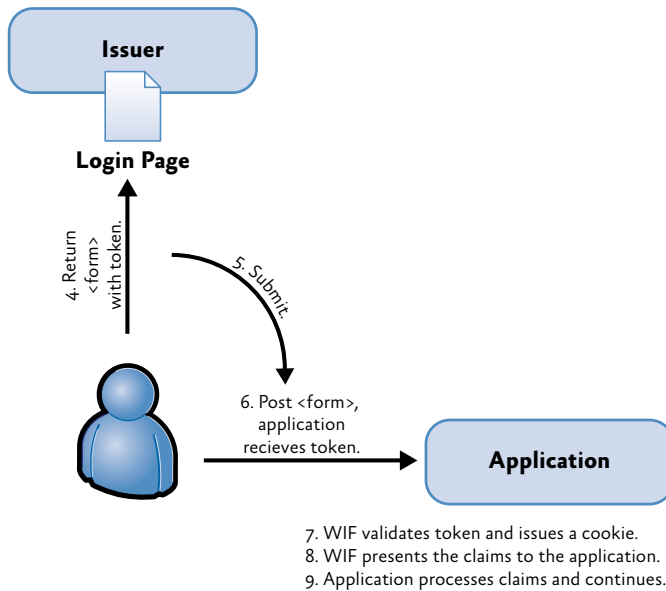 Issuer
Login Page
4. Return
<form>
with token.
5. Submit.
6. Post <form>,
application
recieves token.
Application
7. WIF validates token and issues a cookie.
8. WIF presents the claims to the application.
9. Application processes claims and continues.